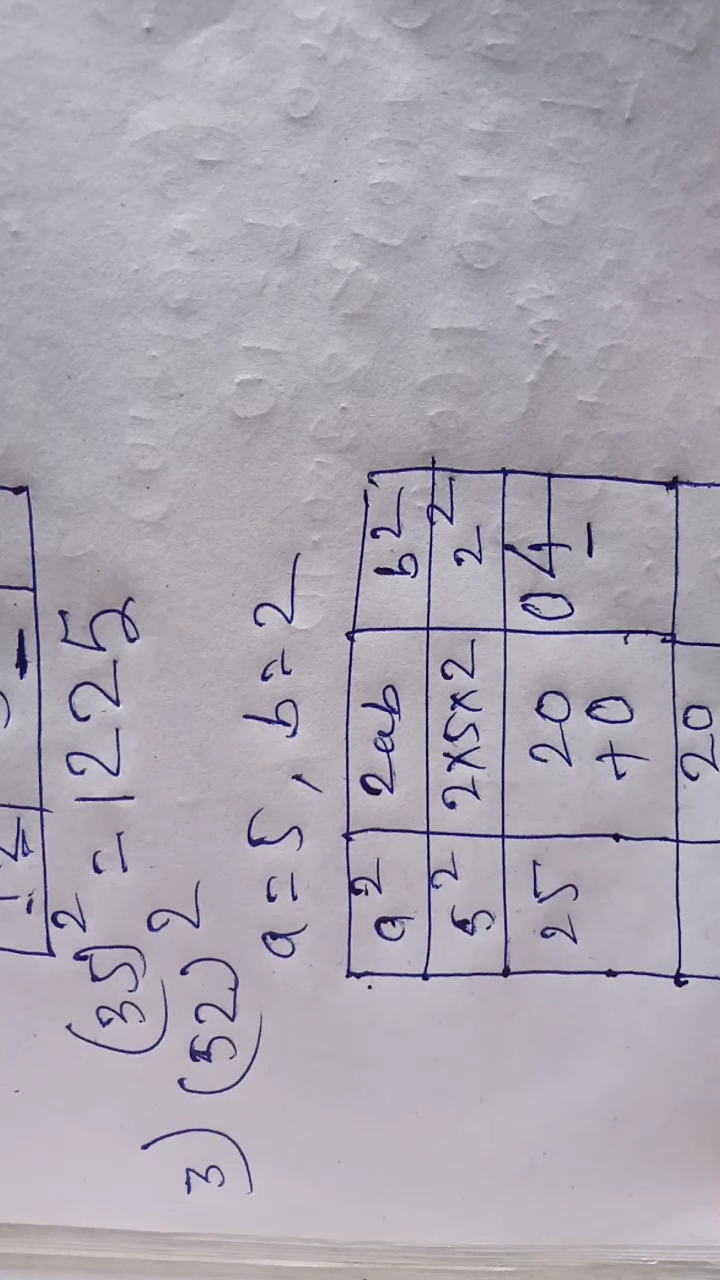 (35)² = 1225
3) (52)²
a = 5, b = 2
a² 2ab b²
5² 2×5×2 2²
25 20 04
+0
20